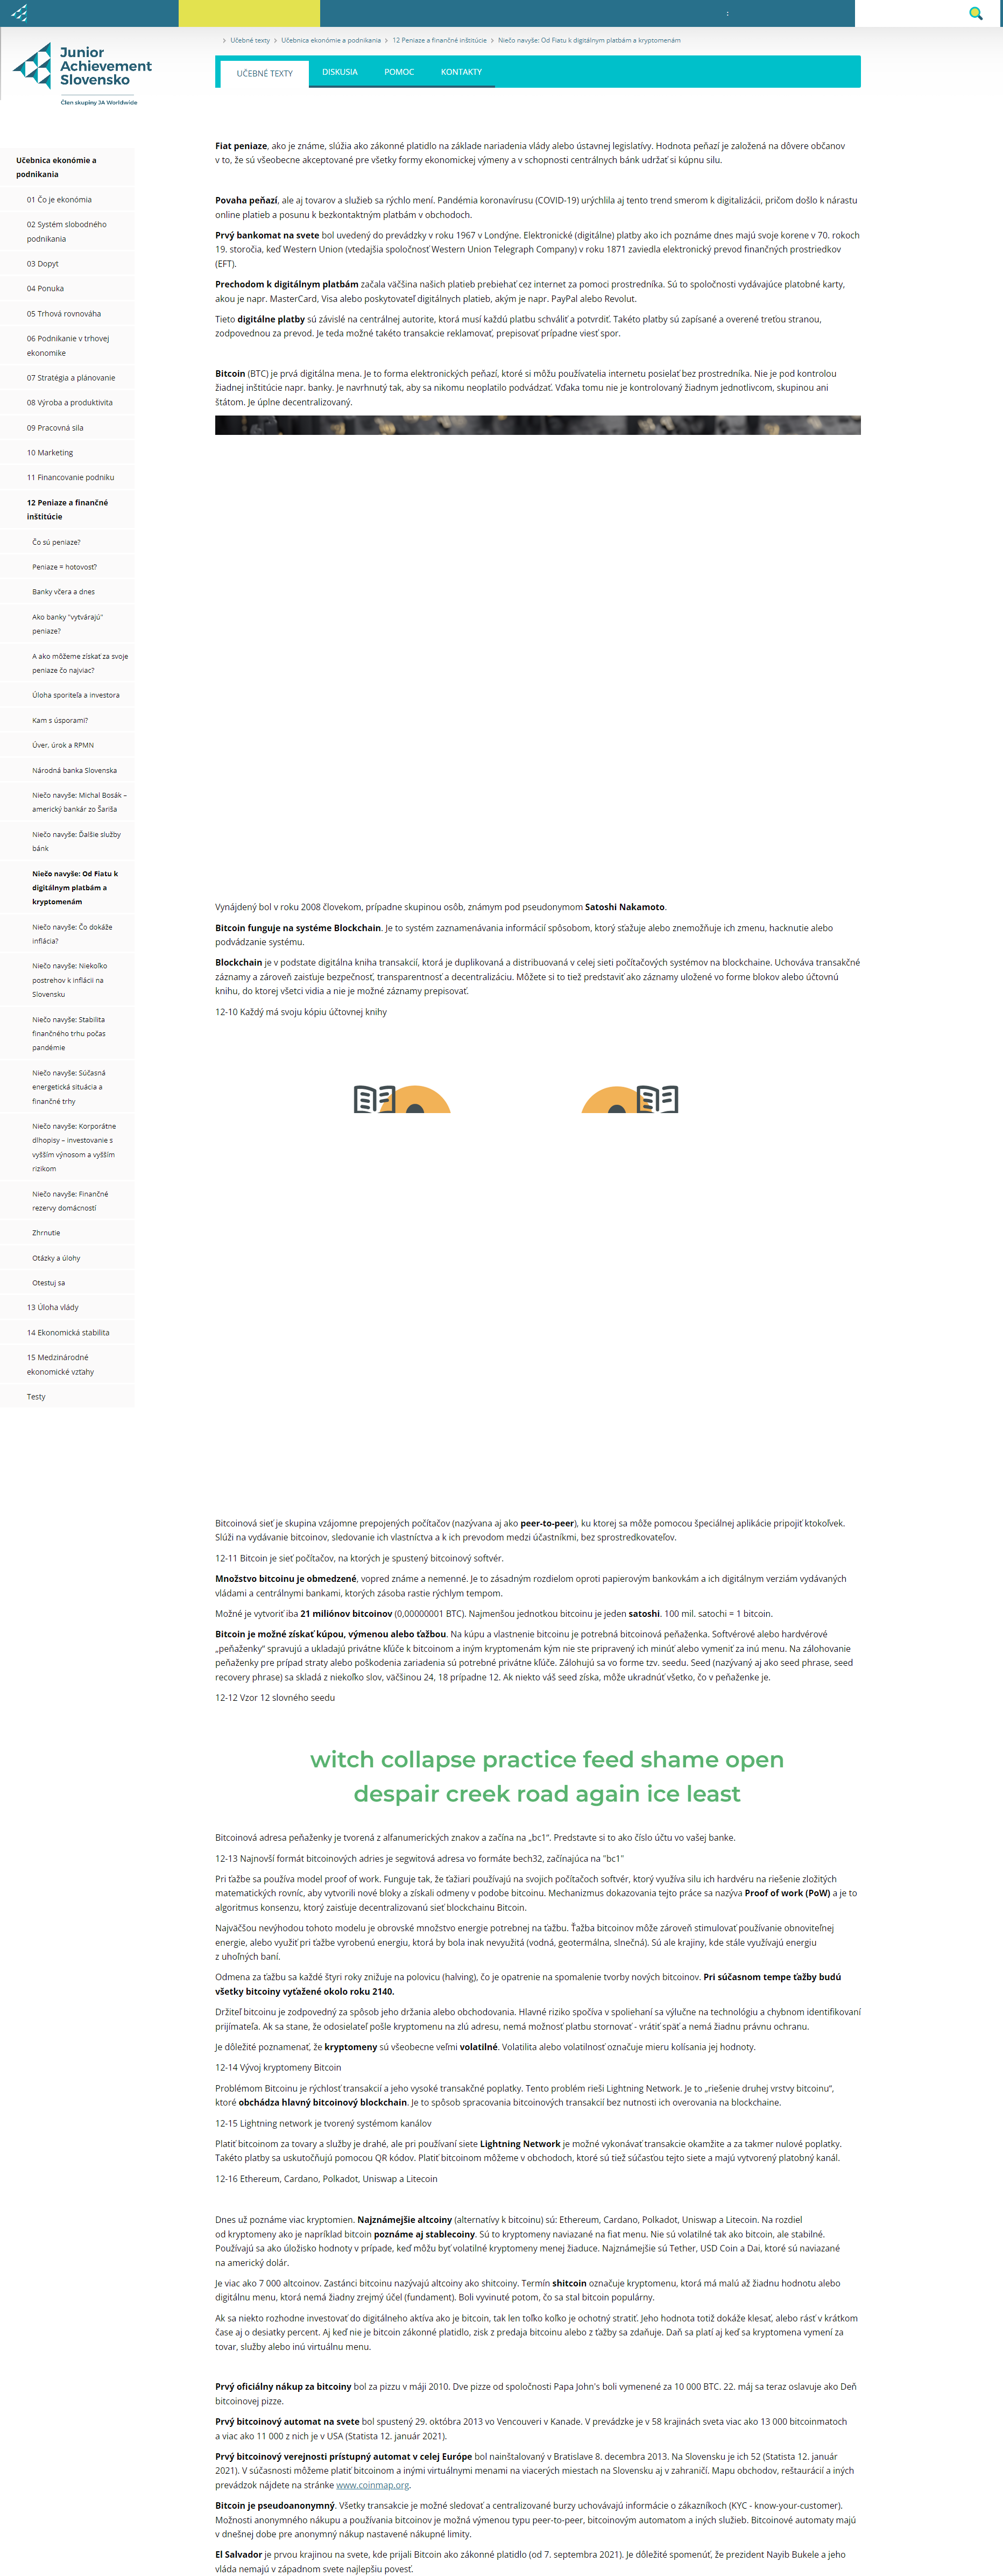 :
Junior
Achievement
Slovensko
Člen skupiny JA Worldwide
Učebné texty
Učebnica ekonómie a podnikania
12 Peniaze a finančné inštitúcie
Niečo navyše: Od Fiatu k digitálnym platbám a kryptomenám
UČEBNÉ TEXTY
DISKUSIA
POMOC
KONTAKTY
Učebnica ekonómie a
podnikania
01 Čo je ekonómia
02 Systém slobodného
podnikania
03 Dopyt
04 Ponuka
05 Trhová rovnováha
06 Podnikanie v trhovej
ekonomike
07 Stratégia a plánovanie
08 Výroba a produktivita
09 Pracovná sila
10 Marketing
11 Financovanie podniku
12 Peniaze a finančné
inštitúcie
Čo sú peniaze?
Peniaze = hotovosť?
Banky včera a dnes
Ako banky "vytvárajú"
peniaze?
A ako môžeme získať za svoje
peniaze čo najviac?
Úloha sporiteľa a investora
Kam s úsporami?
Úver, úrok a RPMN
Národná banka Slovenska
Niečo navyše: Michal Bosák –
americký bankár zo Šariša
Niečo navyše: Ďalšie služby
bánk
Niečo navyše: Od Fiatu k
digitálnym platbám a
kryptomenám
Niečo navyše: Čo dokáže
inflácia?
Niečo navyše: Niekoľko
postrehov k inflácii na
Slovensku
Niečo navyše: Stabilita
finančného trhu počas
pandémie
Niečo navyše: Súčasná
energetická situácia a
finančné trhy
Niečo navyše: Korporátne
dlhopisy – investovanie s
vyšším výnosom a vyšším
rizikom
Niečo navyše: Finančné
rezervy domácností
Zhrnutie
Otázky a úlohy
Otestuj sa
13 Úloha vlády
14 Ekonomická stabilita
15 Medzinárodné
ekonomické vzťahy
Testy
Fiat peniaze, ako je známe, slúžia ako zákonné platidlo na základe nariadenia vlády alebo ústavnej legislatívy. Hodnota peňazí je založená na dôvere občanov
v to, že sú všeobecne akceptované pre všetky formy ekonomickej výmeny a v schopnosti centrálnych bánk udržať si kúpnu silu.
Povaha peňazí, ale aj tovarov a služieb sa rýchlo mení. Pandémia koronavírusu (COVID-19) urýchlila aj tento trend smerom k digitalizácii, pričom došlo k nárastu
online platieb a posunu k bezkontaktným platbám v obchodoch.
Prvý bankomat na svete bol uvedený do prevádzky v roku 1967 v Londýne. Elektronické (digitálne) platby ako ich poznáme dnes majú svoje korene v 70. rokoch
19. storočia, keď Western Union (vtedajšia spoločnosť Western Union Telegraph Company) v roku 1871 zaviedla elektronický prevod finančných prostriedkov
(EFT).
Prechodom k digitálnym platbám začala väčšina našich platieb prebiehať cez internet za pomoci prostredníka. Sú to spoločnosti vydávajúce platobné karty,
akou je napr. MasterCard, Visa alebo poskytovateľ digitálnych platieb, akým je napr. PayPal alebo Revolut.
Tieto digitálne platby sú závislé na centrálnej autorite, ktorá musí každú platbu schváliť a potvrdiť. Takéto platby sú zapísané a overené treťou stranou,
zodpovednou za prevod. Je teda možné takéto transakcie reklamovať, prepisovať prípadne viesť spor.
Bitcoin (BTC) je prvá digitálna mena. Je to forma elektronických peňazí, ktoré si môžu používatelia internetu posielať bez prostredníka. Nie je pod kontrolou
žiadnej inštitúcie napr. banky. Je navrhnutý tak, aby sa nikomu neoplatilo podvádzať. Vďaka tomu nie je kontrolovaný žiadnym jednotlivcom, skupinou ani
štátom. Je úplne decentralizovaný.
Vynájdený bol v roku 2008 človekom, prípadne skupinou osôb, známym pod pseudonymom Satoshi Nakamoto.
Bitcoin funguje na systéme Blockchain. Je to systém zaznamenávania informácií spôsobom, ktorý sťažuje alebo znemožňuje ich zmenu, hacknutie alebo
podvádzanie systému.
Blockchain je v podstate digitálna kniha transakcií, ktorá je duplikovaná a distribuovaná v celej sieti počítačových systémov na blockchaine. Uchováva transakčné
záznamy a zároveň zaisťuje bezpečnosť, transparentnosť a decentralizáciu. Môžete si to tiež predstaviť ako záznamy uložené vo forme blokov alebo účtovnú
knihu, do ktorej všetci vidia a nie je možné záznamy prepisovať.
12-10 Každý má svoju kópiu účtovnej knihy
Bitcoinová sieť je skupina vzájomne prepojených počítačov (nazývana aj ako peer-to-peer), ku ktorej sa môže pomocou špeciálnej aplikácie pripojiť ktokoľvek.
Slúži na vydávanie bitcoinov, sledovanie ich vlastníctva a k ich prevodom medzi účastníkmi, bez sprostredkovateľov.
12-11 Bitcoin je sieť počítačov, na ktorých je spustený bitcoinový softvér.
Množstvo bitcoinu je obmedzené, vopred známe a nemenné. Je to zásadným rozdielom oproti papierovým bankovkám a ich digitálnym verziám vydávaných
vládami a centrálnymi bankami, ktorých zásoba rastie rýchlym tempom.
Možné je vytvoriť iba 21 miliónov bitcoinov (0,00000001 BTC). Najmenšou jednotkou bitcoinu je jeden satoshi. 100 mil. satochi = 1 bitcoin.
Bitcoin je možné získať kúpou, výmenou alebo ťažbou. Na kúpu a vlastnenie bitcoinu je potrebná bitcoinová peňaženka. Softvérové alebo hardvérové
„peňaženky“ spravujú a ukladajú privátne kľúče k bitcoinom a iným kryptomenám kým nie ste pripravený ich minúť alebo vymeniť za inú menu. Na zálohovanie
peňaženky pre prípad straty alebo poškodenia zariadenia sú potrebné privátne kľúče. Zálohujú sa vo forme tzv. seedu. Seed (nazývaný aj ako seed phrase, seed
recovery phrase) sa skladá z niekoľko slov, väčšinou 24, 18 prípadne 12. Ak niekto váš seed získa, môže ukradnúť všetko, čo v peňaženke je.
12-12 Vzor 12 slovného seedu
witch collapse practice feed shame open
despair creek road again ice least
Bitcoinová adresa peňaženky je tvorená z alfanumerických znakov a začína na „bc1“. Predstavte si to ako číslo účtu vo vašej banke.
12-13 Najnovší formát bitcoinových adries je segwitová adresa vo formáte bech32, začínajúca na "bc1"
Pri ťažbe sa používa model proof of work. Funguje tak, že ťažiari používajú na svojich počítačoch softvér, ktorý využíva silu ich hardvéru na riešenie zložitých
matematických rovníc, aby vytvorili nové bloky a získali odmeny v podobe bitcoinu. Mechanizmus dokazovania tejto práce sa nazýva Proof of work (PoW) a je to
algoritmus konsenzu, ktorý zaisťuje decentralizovanú sieť blockchainu Bitcoin.
Najväčšou nevýhodou tohoto modelu je obrovské množstvo energie potrebnej na ťažbu. Ťažba bitcoinov môže zároveň stimulovať používanie obnoviteľnej
energie, alebo využiť pri ťažbe vyrobenú energiu, ktorá by bola inak nevyužitá (vodná, geotermálna, slnečná). Sú ale krajiny, kde stále využívajú energiu
z uhoľných baní.
Odmena za ťažbu sa každé štyri roky znižuje na polovicu (halving), čo je opatrenie na spomalenie tvorby nových bitcoinov. Pri súčasnom tempe ťažby budú
všetky bitcoiny vyťažené okolo roku 2140.
Držiteľ bitcoinu je zodpovedný za spôsob jeho držania alebo obchodovania. Hlavné riziko spočíva v spoliehaní sa výlučne na technológiu a chybnom identifikovaní
prijímateľa. Ak sa stane, že odosielateľ pošle kryptomenu na zlú adresu, nemá možnosť platbu stornovať - vrátiť späť a nemá žiadnu právnu ochranu.
Je dôležité poznamenať, že kryptomeny sú všeobecne veľmi volatilné. Volatilita alebo volatilnosť označuje mieru kolísania jej hodnoty.
12-14 Vývoj kryptomeny Bitcoin
Problémom Bitcoinu je rýchlosť transakcií a jeho vysoké transakčné poplatky. Tento problém rieši Lightning Network. Je to „riešenie druhej vrstvy bitcoinu“,
ktoré obchádza hlavný bitcoinový blockchain. Je to spôsob spracovania bitcoinových transakcií bez nutnosti ich overovania na blockchaine.
12-15 Lightning network je tvorený systémom kanálov
Platiť bitcoinom za tovary a služby je drahé, ale pri používaní siete Lightning Network je možné vykonávať transakcie okamžite a za takmer nulové poplatky.
Takéto platby sa uskutočňujú pomocou QR kódov. Platiť bitcoinom môžeme v obchodoch, ktoré sú tiež súčasťou tejto siete a majú vytvorený platobný kanál.
12-16 Ethereum, Cardano, Polkadot, Uniswap a Litecoin
Dnes už poznáme viac kryptomien. Najznámejšie altcoiny (alternatívy k bitcoinu) sú: Ethereum, Cardano, Polkadot, Uniswap a Litecoin. Na rozdiel
od kryptomeny ako je napríklad bitcoin poznáme aj stablecoiny. Sú to kryptomeny naviazané na fiat menu. Nie sú volatilné tak ako bitcoin, ale stabilné.
Používajú sa ako úložisko hodnoty v prípade, keď môžu byť volatilné kryptomeny menej žiaduce. Najznámejšie sú Tether, USD Coin a Dai, ktoré sú naviazané
na americký dolár.
Je viac ako 7 000 altcoinov. Zastánci bitcoinu nazývajú altcoiny ako shitcoiny. Termín shitcoin označuje kryptomenu, ktorá má malú až žiadnu hodnotu alebo
digitálnu menu, ktorá nemá žiadny zrejmý účel (fundament). Boli vyvinuté potom, čo sa stal bitcoin populárny.
Ak sa niekto rozhodne investovať do digitálneho aktíva ako je bitcoin, tak len toľko koľko je ochotný stratiť. Jeho hodnota totiž dokáže klesať, alebo rásť v krátkom
čase aj o desiatky percent. Aj keď nie je bitcoin zákonné platidlo, zisk z predaja bitcoinu alebo z ťažby sa zdaňuje. Daň sa platí aj keď sa kryptomena vymení za
tovar, služby alebo inú virtuálnu menu.
Prvý oficiálny nákup za bitcoiny bol za pizzu v máji 2010. Dve pizze od spoločnosti Papa John's boli vymenené za 10 000 BTC. 22. máj sa teraz oslavuje ako Deň
bitcoinovej pizze.
Prvý bitcoinový automat na svete bol spustený 29. októbra 2013 vo Vencouveri v Kanade. V prevádzke je v 58 krajinách sveta viac ako 13 000 bitcoinmatoch
a viac ako 11 000 z nich je v USA (Statista 12. január 2021).
Prvý bitcoinový verejnosti prístupný automat v celej Európe bol nainštalovaný v Bratislave 8. decembra 2013. Na Slovensku je ich 52 (Statista 12. január
2021). V súčasnosti môžeme platiť bitcoinom a inými virtuálnymi menami na viacerých miestach na Slovensku aj v zahraničí. Mapu obchodov, reštaurácií a iných
prevádzok nájdete na stránke www.coinmap.org.
Bitcoin je pseudoanonymný. Všetky transakcie je možné sledovať a centralizované burzy uchovávajú informácie o zákazníkoch (KYC - know-your-customer).
Možnosti anonymného nákupu a používania bitcoinov je možná výmenou typu peer-to-peer, bitcoinovým automatom a iných služieb. Bitcoinové automaty majú
v dnešnej dobe pre anonymný nákup nastavené nákupné limity.
El Salvador je prvou krajinou na svete, kde prijali Bitcoin ako zákonné platidlo (od 7. septembra 2021). Je dôležité spomenúť, že prezident Nayib Bukele a jeho
vláda nemajú v západnom svete najlepšiu povesť.